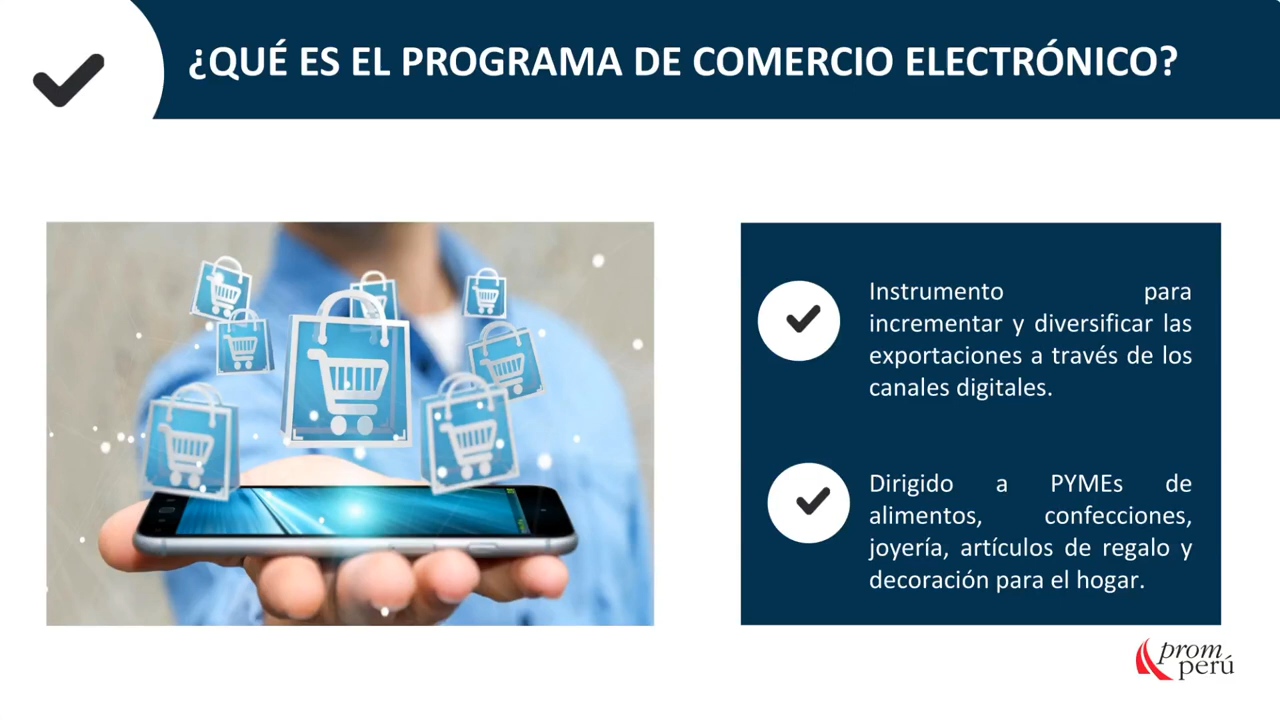 ¿QUÉ ES EL PROGRAMA DE COMERCIO ELECTRÓNICO?
Instrumento para
incrementar y diversificar las
exportaciones a través de los
canales digitales.
Dirigido a PYMEs de
alimentos, confecciones,
joyería, artículos de regalo y
decoración para el hogar.
prom
perú